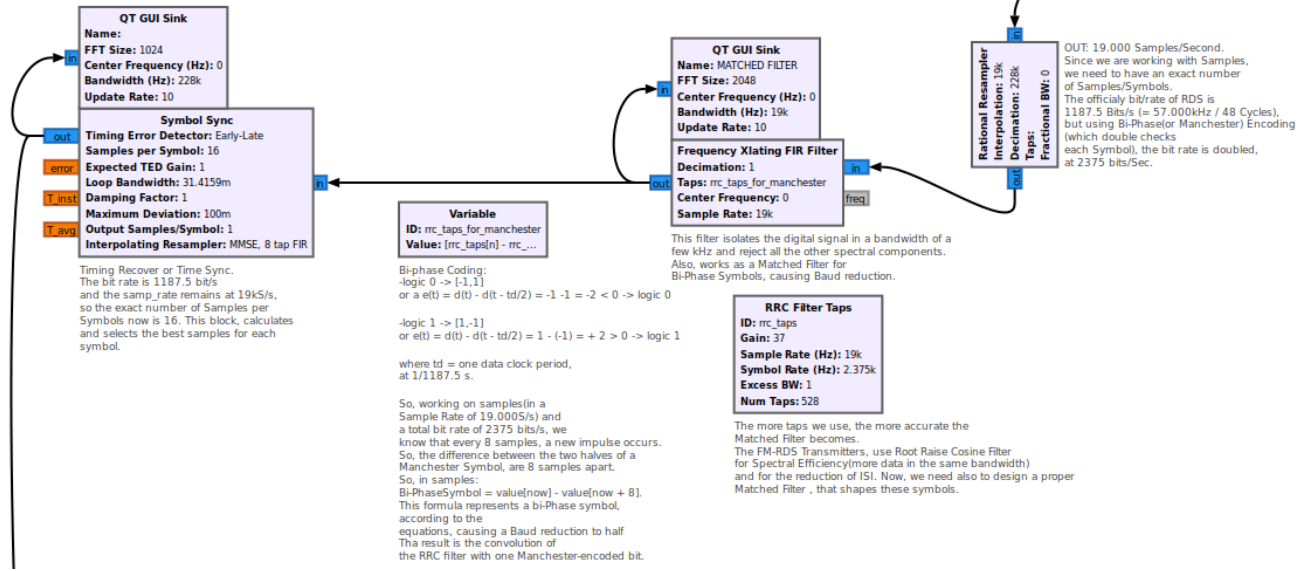 QT GUI Sink
Name:
FFT Size: 1024
Center Frequency (Hz): 0
Bandwidth (Hz): 228k
Update Rate: 10
in
Symbol Sync
Timing Error Detector: Early-Late
Samples per Symbol: 16
Expected TED Gain: 1
Loop Bandwidth: 31.4159m
Damping Factor: 1
Maximum Deviation: 100m
Output Samples/Symbol: 1
Interpolating Resampler: MMSE, 8 tap FIR
out
error
T_inst
T_avg
in
Timing Recover or Time Sync.
The bit rate is 1187.5 bit/s
and the samp_rate remains at 19kS/s,
so the exact number of Samples per
Symbols now is 16. This block, calculates
and selects the best samples for each
symbol.
Variable
ID: rrc_taps_for_manchester
Value: [rrc_taps[n] - rrc_...
Bi-phase Coding:
-logic 0 -> [-1,1]
or a e(t) = d(t) - d(t - td/2) = -1 -1 = -2 < 0 -> logic 0
-logic 1 -> [1,-1]
or e(t) = d(t) - d(t - td/2) = 1 - (-1) = + 2 > 0 -> logic 1
where td = one data clock period,
at 1/1187.5 s.
So, working on samples(in a
Sample Rate of 19.000S/s) and
a total bit rate of 2375 bits/s, we
know that every 8 samples, a new impulse occurs.
So, the difference between the two halves of a
Manchester Symbol, are 8 samples apart.
So, in samples:
Bi-PhaseSymbol = value[now] - value[now + 8].
This formula represents a bi-Phase symbol,
according to the
equations, causing a Baud reduction to half
Tha result is the convolution of
the RRC filter with one Manchester-encoded bit.
QT GUI Sink
Name: MATCHED FILTER
FFT Size: 2048
Center Frequency (Hz): 0
Bandwidth (Hz): 19k
Update Rate: 10
in
Frequency Xlating FIR Filter
Decimation: 1
Taps: rrc_taps_for_manchester
Center Frequency: 0
Sample Rate: 19k
out
in
freq
This filter isolates the digital signal in a bandwidth of a
few kHz and reject all the other spectral components.
Also, works as a Matched Filter for
Bi-Phase Symbols, causing Baud reduction.
RRC Filter Taps
ID: rrc_taps
Gain: 37
Sample Rate (Hz): 19k
Symbol Rate (Hz): 2.375k
Excess BW: 1
Num Taps: 528
The more taps we use, the more accurate the
Matched Filter becomes.
The FM-RDS Transmitters, use Root Raise Cosine Filter
for Spectral Efficiency(more data in the same bandwidth)
and for the reduction of ISI. Now, we need also to design a proper
Matched Filter , that shapes these symbols.
in
Rational Resampler
Interpolation: 19k
Decimation: 228k
Taps:
Fractional BW: 0
out
OUT: 19.000 Samples/Second.
Since we are working with Samples,
we need to have an exact number
of Samples/Symbols.
The officialy bit/rate of RDS is
1187.5 Bits/s (= 57.000kHz / 48 Cycles),
but using Bi-Phase(or Manchester) Encoding
(which double checks
each Symbol), the bit rate is doubled,
at 2375 bits/Sec.